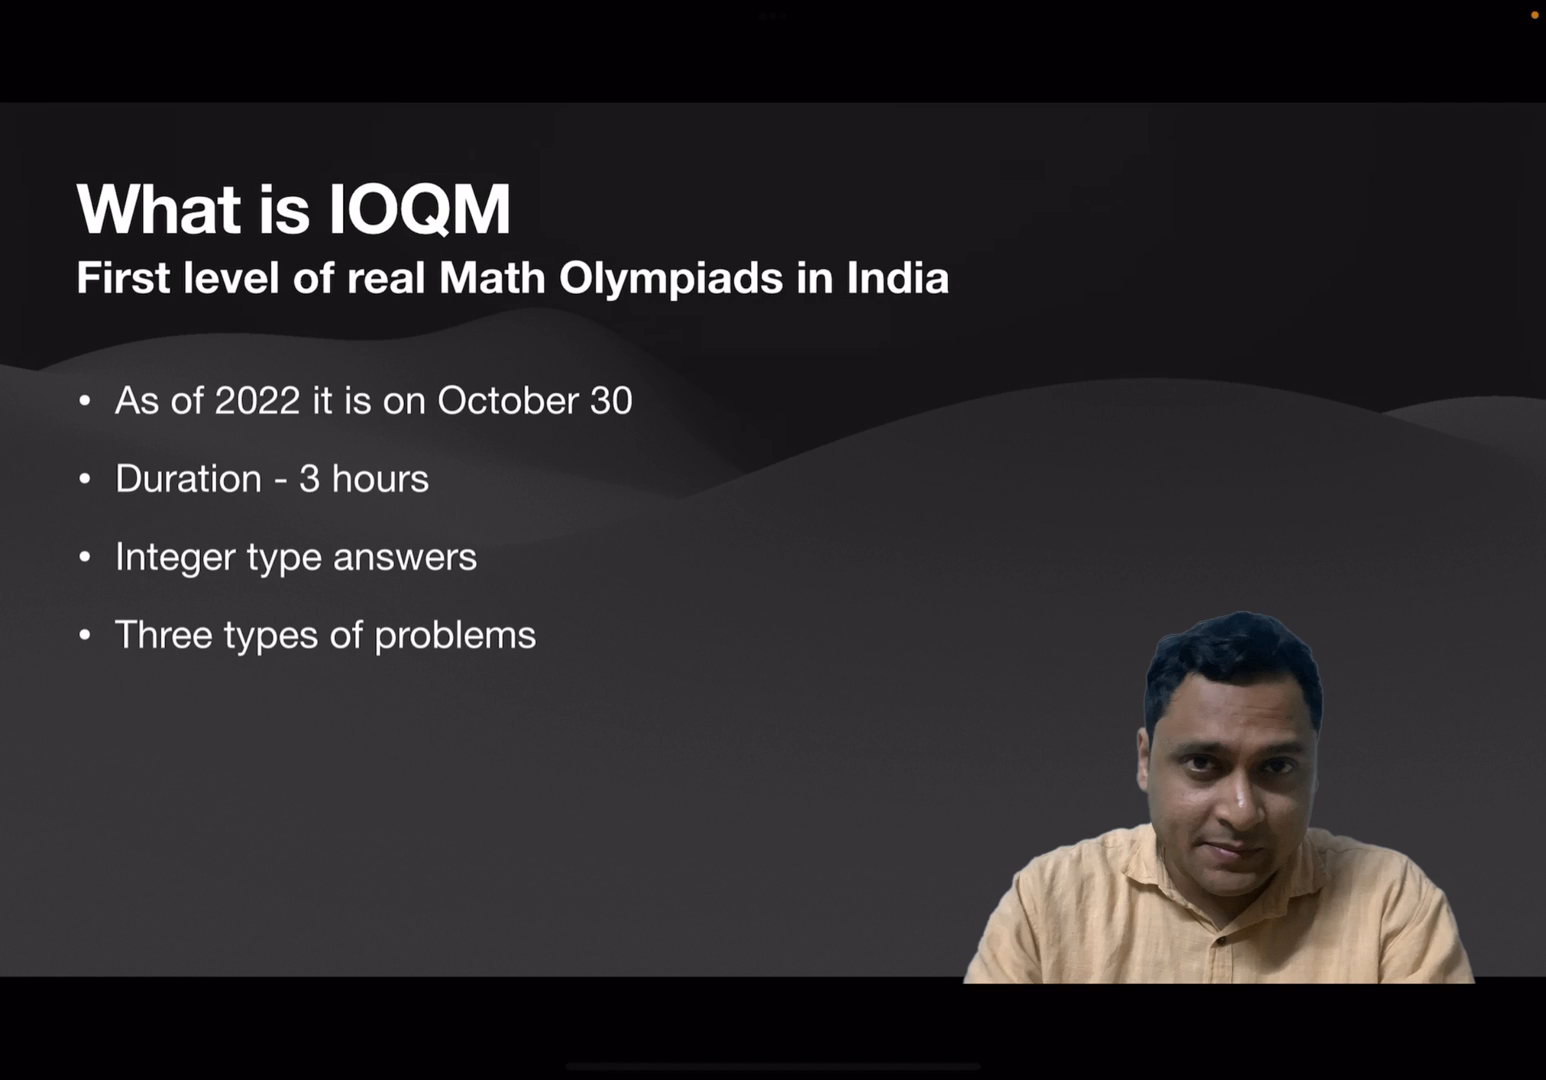 What is IOQM
First level of real Math Olympiads in India
• As of 2022 it is on October 30
• Duration - 3 hours
• Integer type answers
• Three types of problems